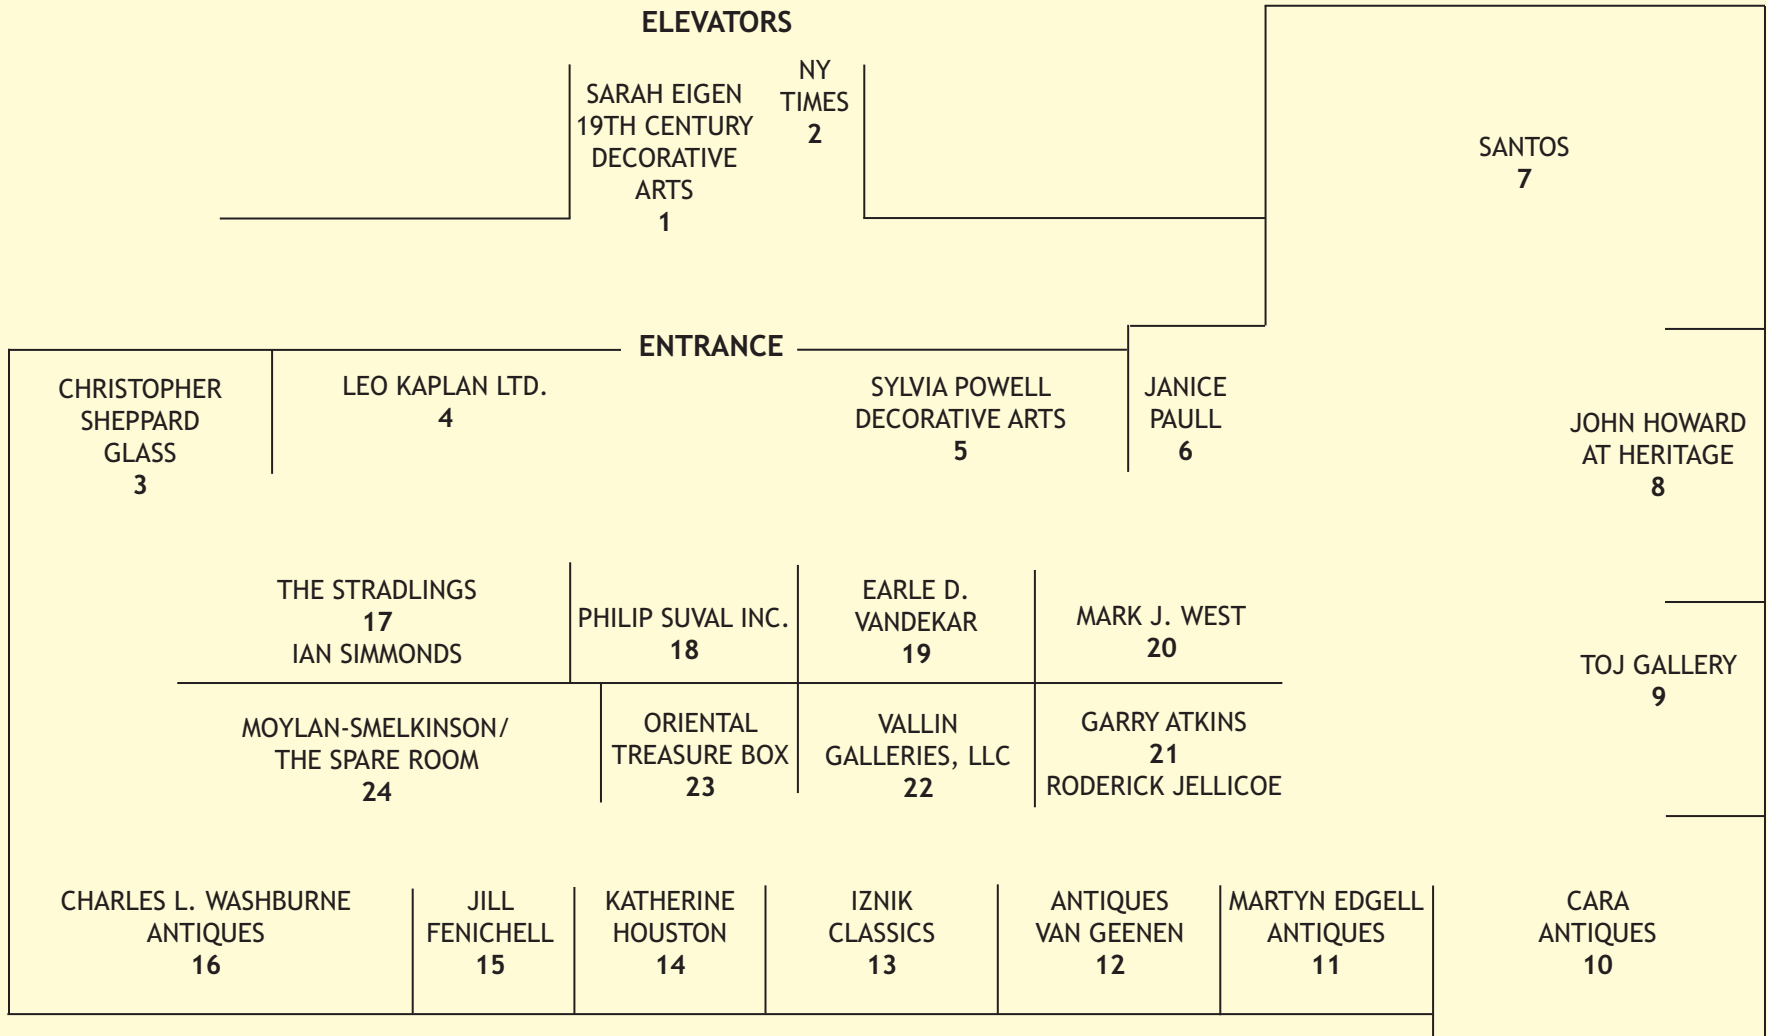 ELEVATORS
SARAH EIGEN
19TH CENTURY
DECORATIVE
ARTS
1
NY
TIMES
2
SANTOS
7
ENTRANCE
CHRISTOPHER
SHEPPARD
GLASS
3
LEO KAPLAN LTD.
4
SYLVIA POWELL
DECORATIVE ARTS
5
JANICE
PAULL
6
JOHN HOWARD
AT HERITAGE
8
THE STRADLINGS
17
IAN SIMMONDS
PHILIP SUVAL INC.
18
EARLE D.
VANDEKAR
19
MARK J. WEST
20
TOJ GALLERY
9
MOYLAN-SMELKINSON/
THE SPARE ROOM
24
ORIENTAL
TREASURE BOX
23
VALLIN
GALLERIES, LLC
22
GARRY ATKINS
21
RODERICK JELLICOE
CHARLES L. WASHBURNE
ANTIQUES
16
JILL
FENICHELL
15
KATHERINE
HOUSTON
14
IZNIK
CLASSICS
13
ANTIQUES
VAN GEENEN
12
MARTYN EDGELL
ANTIQUES
11
CARA
ANTIQUES
10